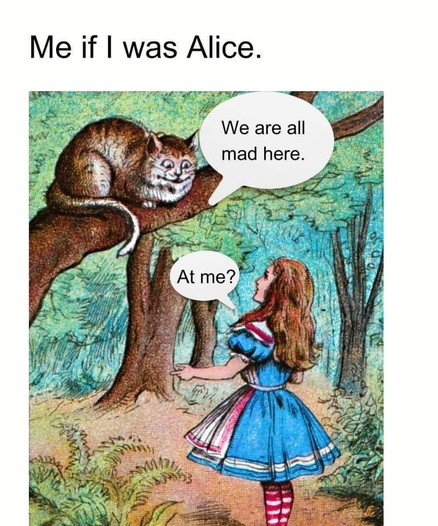 Me if I was Alice.
We are all
mad here.
At me?